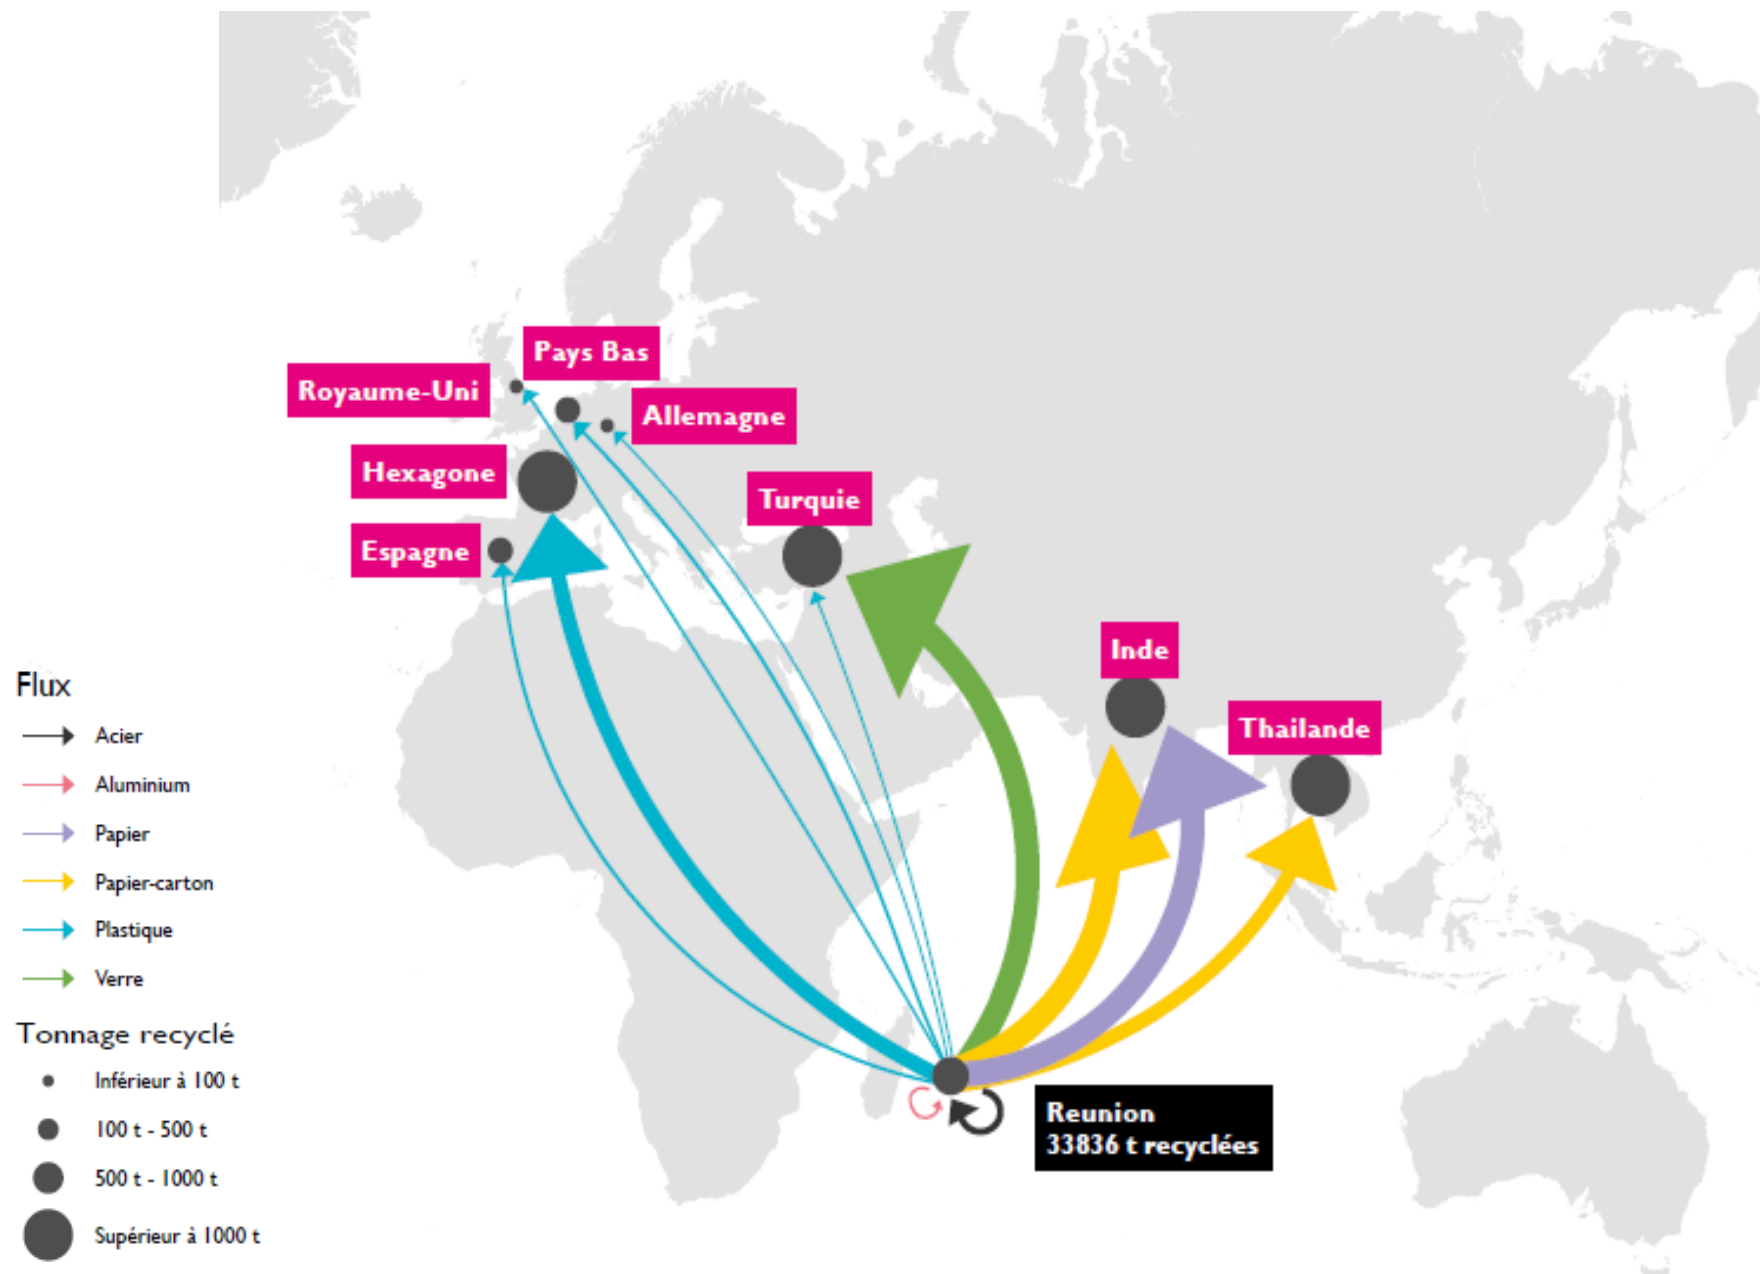 Pays Bas
Royaume-Uni
Allemagne
Hexagone
Turquie
Espagne
Inde
Thailande
Reunion
33836 t recyclées
Flux
Acier
Aluminium
Papier
Papier-carton
Plastique
Verre
Tonnage recyclé
Inférieur à 100 t
100 t - 500 t
500 t - 1000 t
Supérieur à 1000 t